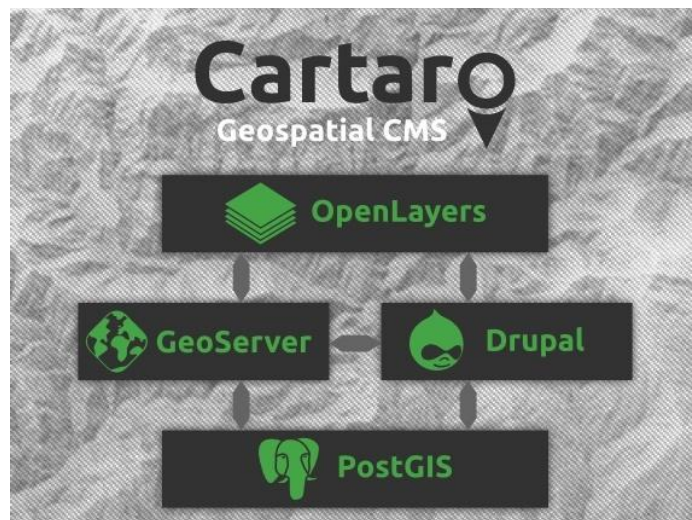 Cartaro
Geospatial CMS
OpenLayers
GeoServer
Drupal
PostGIS